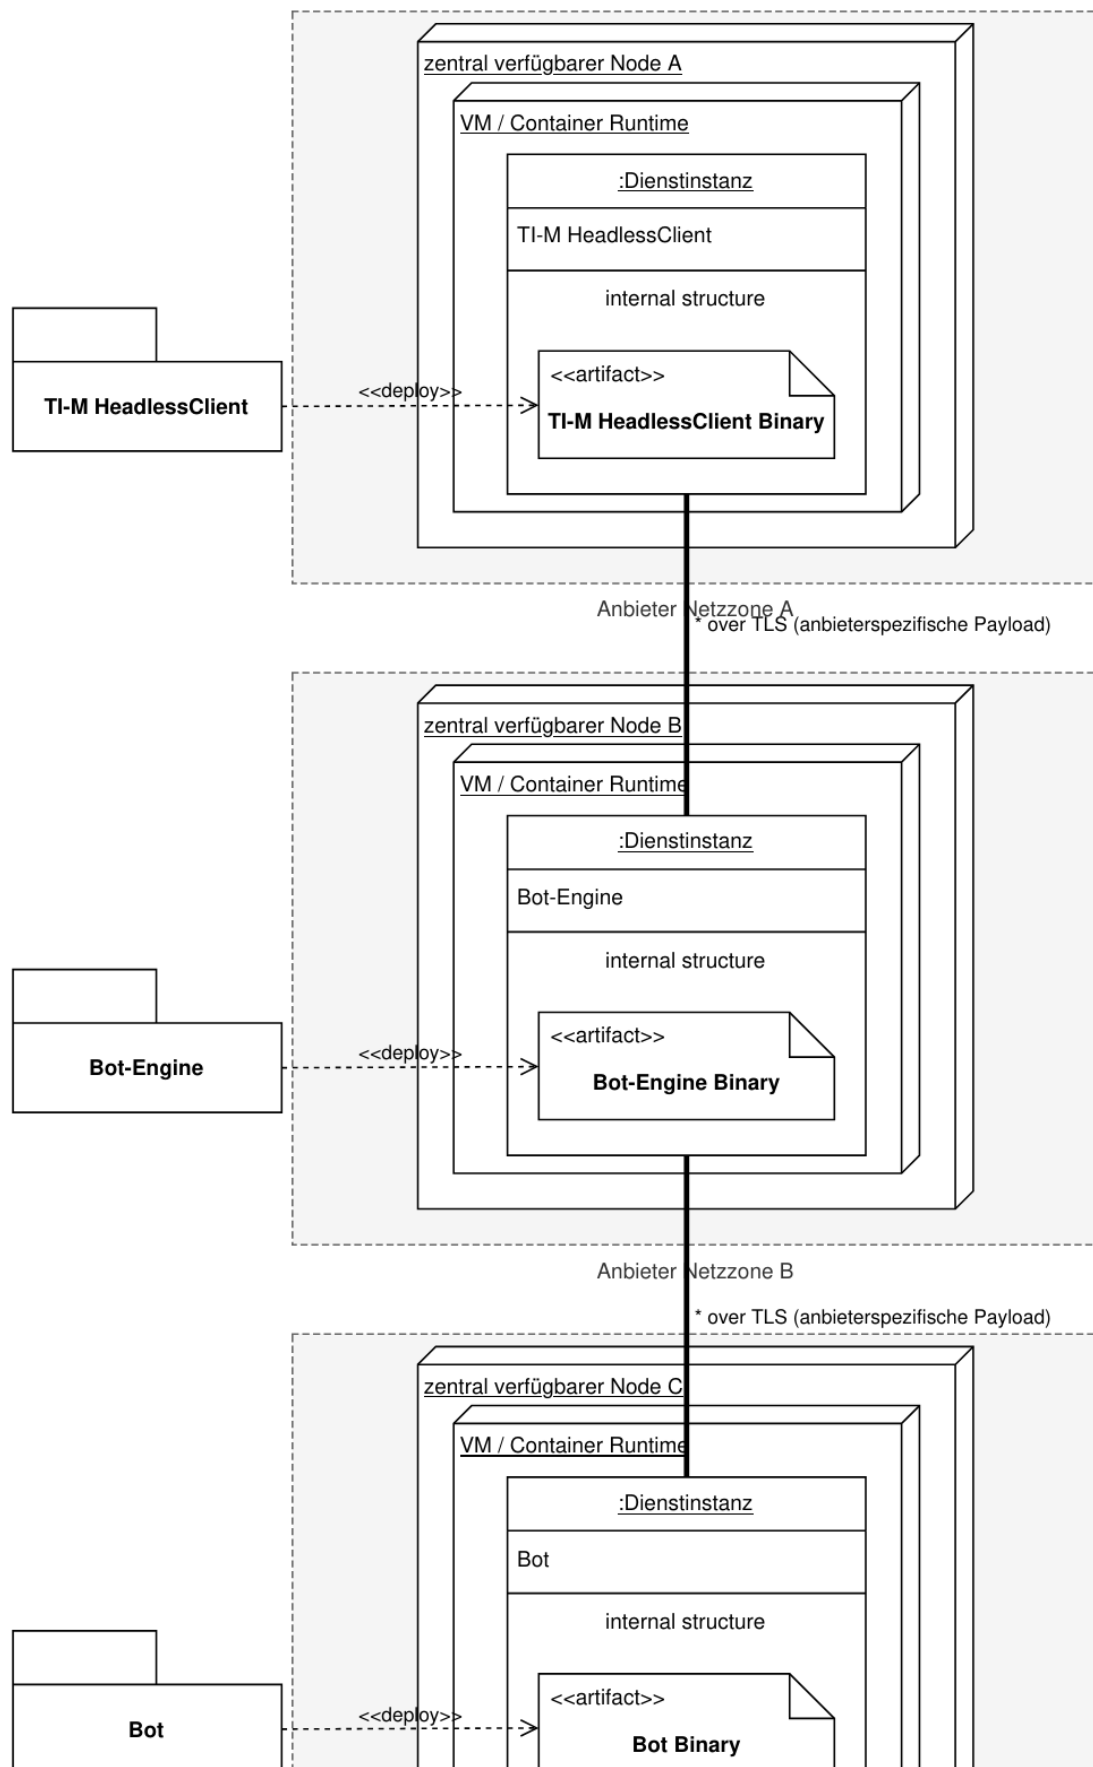 zentral verfügbarer Node A
VM / Container Runtime
:Dienstinstanz
TI-M HeadlessClient
internal structure
<<artifact>>
TI-M HeadlessClient Binary
<<deploy>>
TI-M HeadlessClient
Anbieter Netzzone A
* over TLS (anbieterspezifische Payload)
zentral verfügbarer Node B
VM / Container Runtime
:Dienstinstanz
Bot-Engine
internal structure
<<artifact>>
Bot-Engine Binary
<<deploy>>
Bot-Engine
Anbieter Netzzone B
* over TLS (anbieterspezifische Payload)
zentral verfügbarer Node C
VM / Container Runtime
:Dienstinstanz
Bot
internal structure
<<artifact>>
Bot Binary
<<deploy>>
Bot